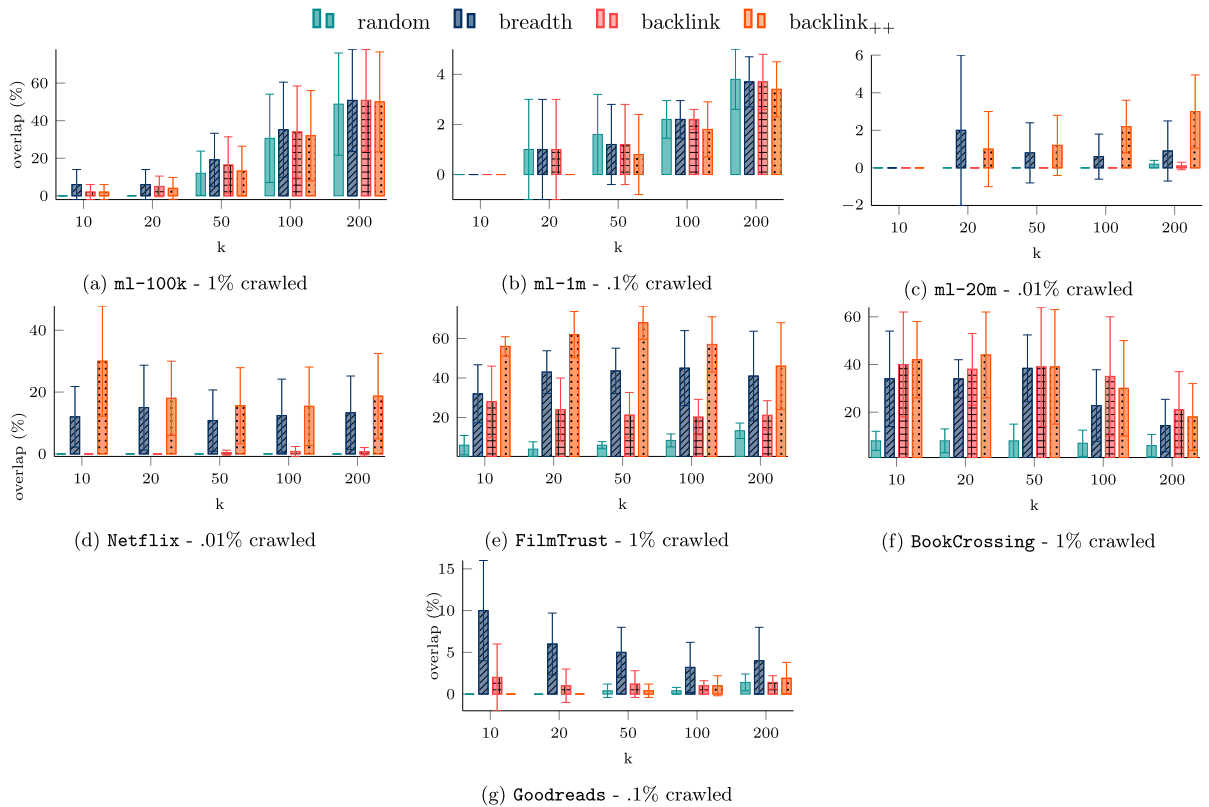 random breadth backlink backlink++
overlap (%)
60
40
20
0
10 20 50 100 200
k
(a) ml-100k - 1% crawled
4
2
0
10 20 50 100 200
k
(b) ml-1m - .1% crawled
6
4
2
0
−2
10 20 50 100 200
k
(c) ml-20m - .01% crawled
overlap (%)
40
20
0
10 20 50 100 200
k
(d) Netflix - .01% crawled
60
40
20
10 20 50 100 200
k
(e) FilmTrust - 1% crawled
60
40
20
10 20 50 100 200
k
(f) BookCrossing - 1% crawled
overlap (%)
15
10
5
0
10 20 50 100 200
k
(g) Goodreads - .1% crawled